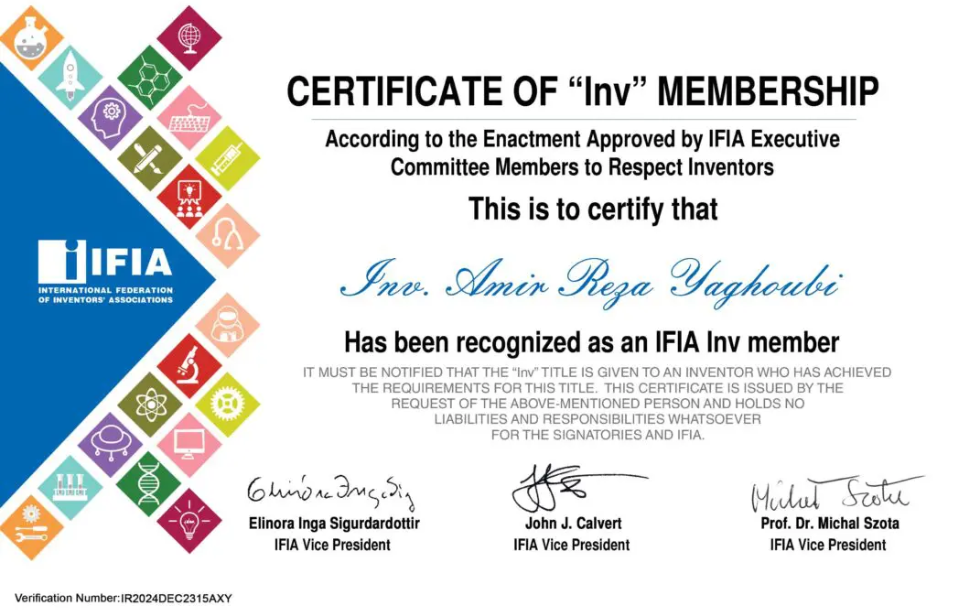 CERTIFICATE OF “Inv” MEMBERSHIP
According to the Enactment Approved by IFIA Executive
Committee Members to Respect Inventors
This is to certify that
Inv. Amir Reza Yaghoubi
Has been recognized as an IFIA Inv member
IT MUST BE NOTIFIED THAT THE “Inv” TITLE IS GIVEN TO AN INVENTOR WHO HAS ACHIEVED
THE REQUIREMENTS FOR THIS TITLE. THIS CERTIFICATE IS ISSUED BY THE
REQUEST OF THE ABOVE-MENTIONED PERSON AND HOLDS NO
LIABILITIES AND RESPONSIBILITIES WHATSOEVER
FOR THE SIGNATORIES AND IFIA.
IFIA
INTERNATIONAL FEDERATION
OF INVENTORS' ASSOCIATIONS
Elinora Inga Sigurdardottir
IFIA Vice President
John J. Calvert
IFIA Vice President
Michal Szota
Prof. Dr. Michal Szota
IFIA Vice President
Verification Number:IR2024DEC2315AXY